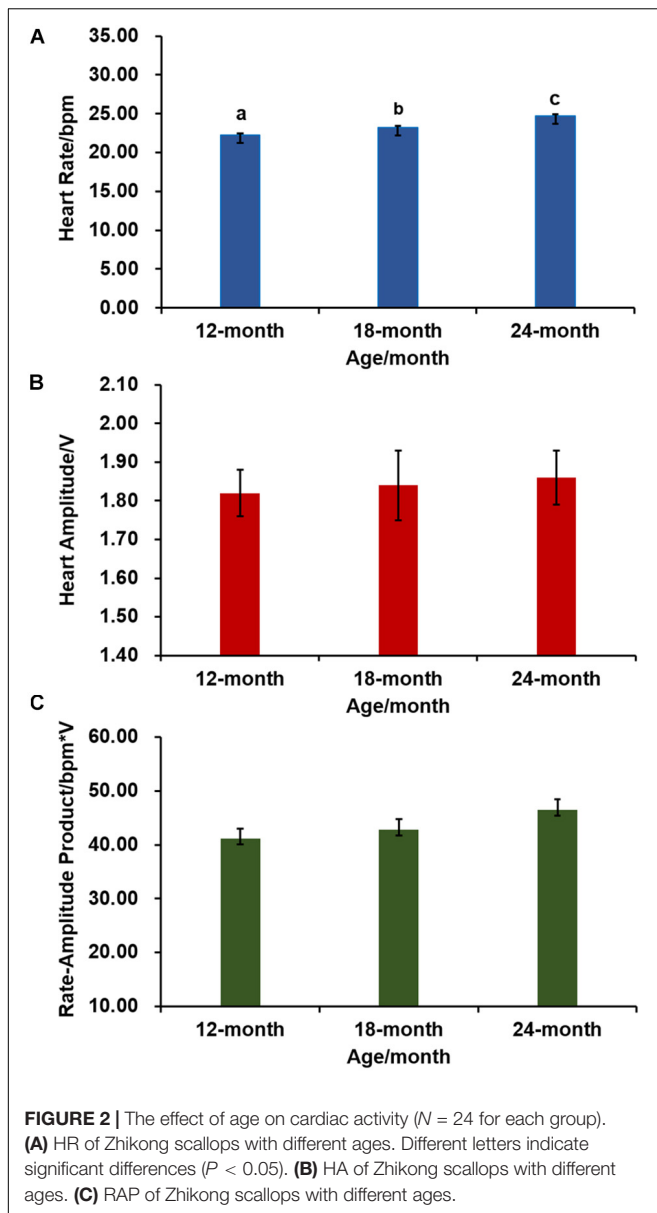 A
35.00
30.00
25.00
20.00
15.00
10.00
5.00
0.00
Heart Rate/bpm
a
b
c
12-month 18-month 24-month
Age/month
B
2.10
2.00
1.90
1.80
1.70
1.60
1.50
1.40
Heart Amplitude/V
12-month 18-month 24-month
Age/month
C
60.00
50.00
40.00
30.00
20.00
10.00
Rate-Amplitude Product/bpm*V
12-month 18-month 24-month
Age/month
FIGURE 2 | The effect of age on cardiac activity (N = 24 for each group).
(A) HR of Zhikong scallops with different ages. Different letters indicate
significant differences (P < 0.05). (B) HA of Zhikong scallops with different
ages. (C) RAP of Zhikong scallops with different ages.